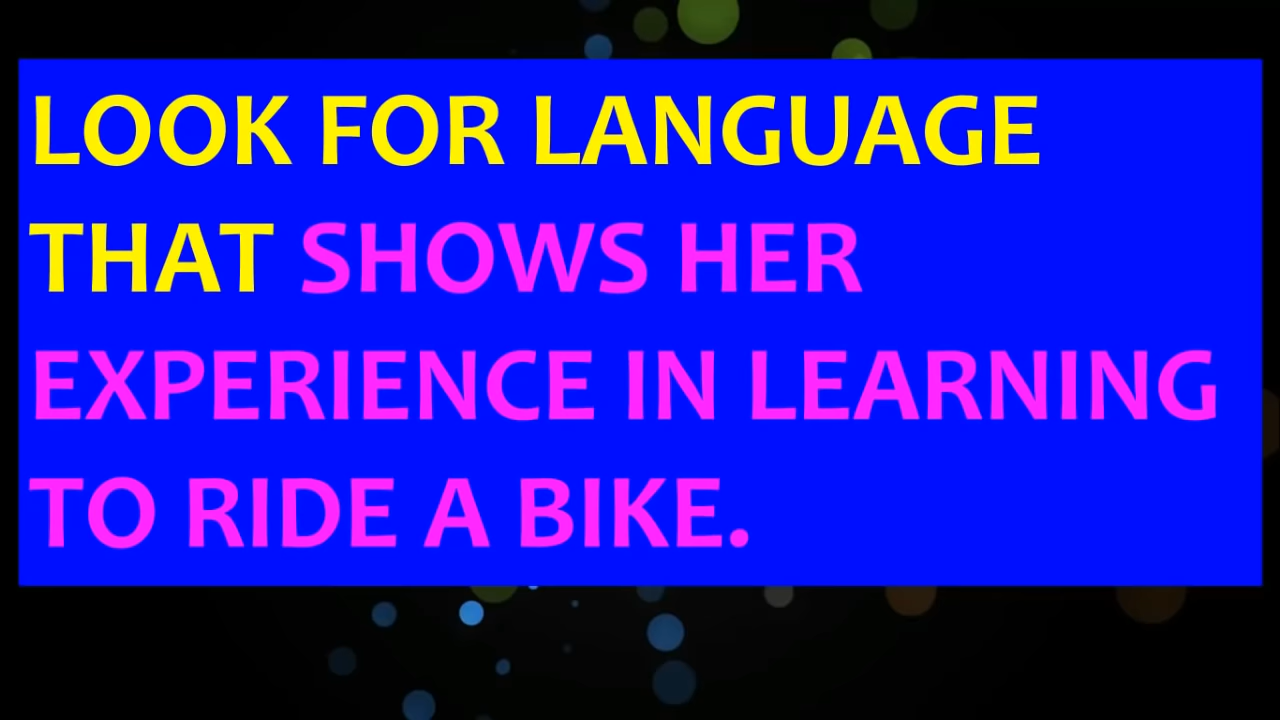 LOOK FOR LANGUAGE
THAT SHOWS HER
EXPERIENCE IN LEARNING
TO RIDE A BIKE.